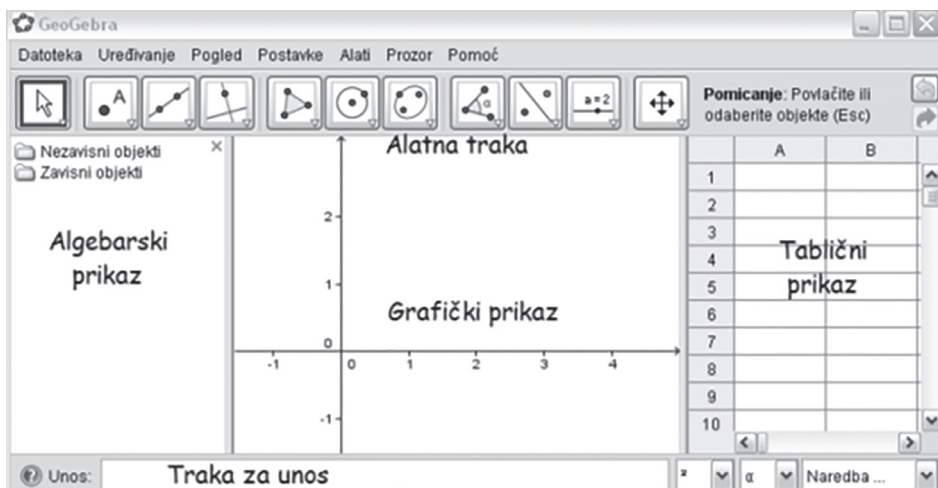 GeoGebra
Datoteka Uređivanje Pogled Postavke Alati Prozor Pomoć
A
α
a=2
Pomicanje: Povlačite ili
odaberite objekte (Esc)
Nezavisni objekti
Zavisni objekti
Algebarski
prikaz
Alatna traka
2
1
0
-1 0 1 2 3 4
-1
Grafički prikaz
A B
1
2
3
4
5
6
7
8
9
10
Tablični
prikaz
Unos: Traka za unos ² α Naredba ...